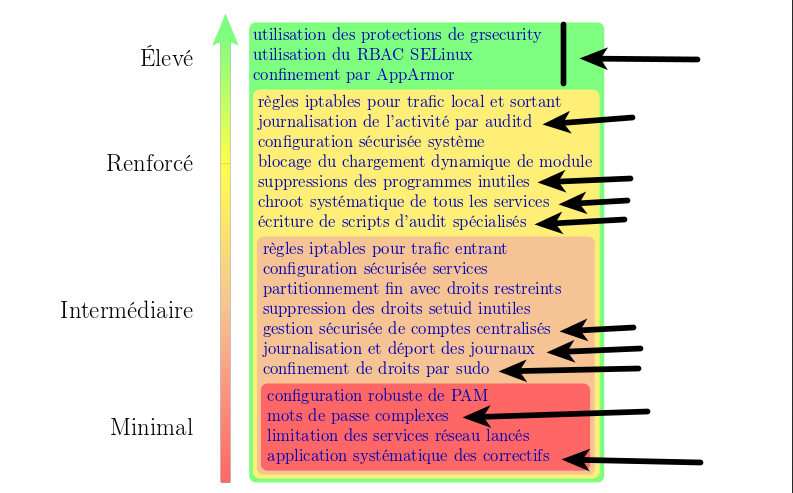 Élevé
utilisation des protections de grsecurity
utilisation du RBAC SELinux
confinement par AppArmor
Renforcé
règles iptables pour trafic local et sortant
journalisation de l'activité par auditd
configuration sécurisée système
blocage du chargement dynamique de module
suppressions des programmes inutiles
chroot systématique de tous les services
écriture de scripts d'audit spécialisés
Intermédiaire
règles iptables pour trafic entrant
configuration sécurisée services
partitionnement fin avec droits restreints
suppression des droits setuid inutiles
gestion sécurisée de comptes centralisés
journalisation et déport des journaux
confinement de droits par sudo
Minimal
configuration robuste de PAM
mots de passe complexes
limitation des services réseau lancés
application systématique des correctifs